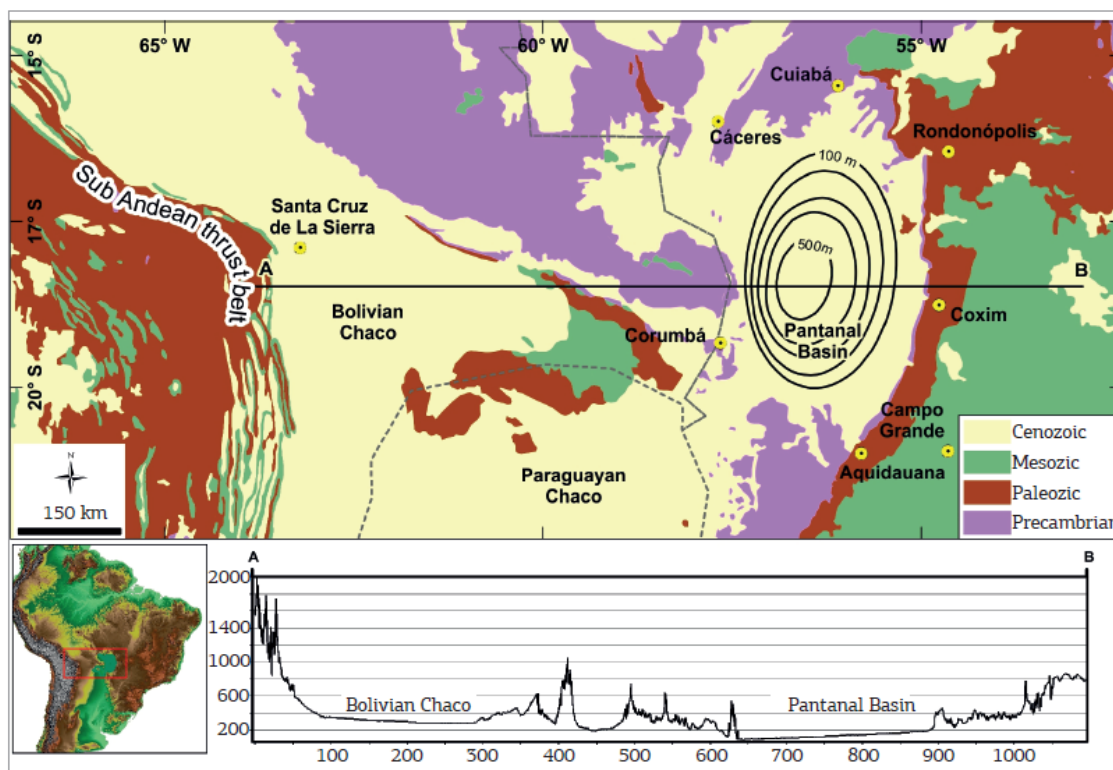 65° W
60° W
55° W
15° S
Cuiabá
Cáceres
Rondonópolis
100 m
Sub Andean thrust belt
17° S
Santa Cruz
de La Sierra
500m
A
B
Bolivian
Chaco
Corumbá
Pantanal
Basin
Coxim
20° S
Campo
Grande
Aquidauana
Paraguayan
Chaco
N
150 km
Cenozoic
Mesozic
Paleozic
Precambrian
A
B
2000
1400
1000
600
200
Bolivian Chaco
Pantanal Basin
100
200
300
400
500
600
700
800
900
1000